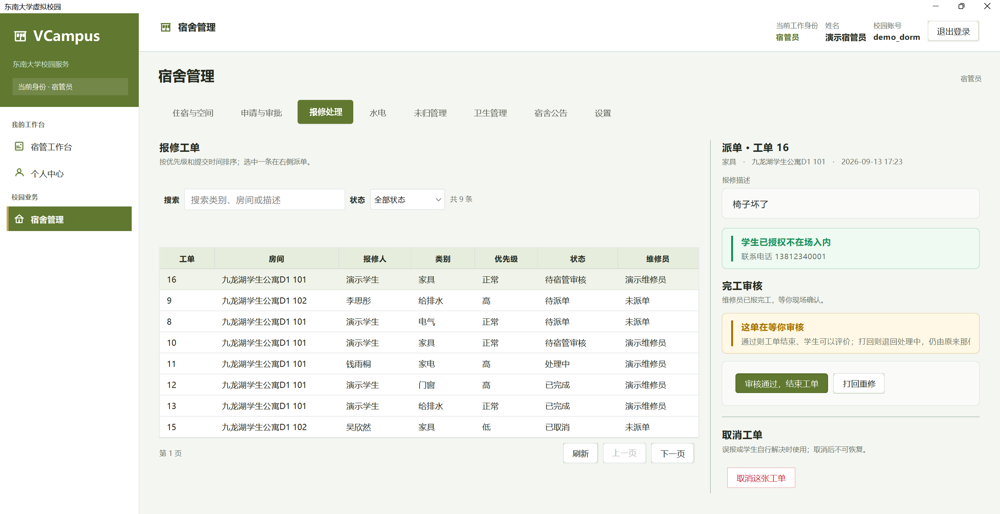 东南大学虚拟校园
VCampus
东南大学校园服务
当前身份 · 宿管员
我的工作台
宿管工作台
个人中心
校园业务
宿舍管理
宿舍管理
当前工作身份 姓名 校园账号
宿管员 演示宿管员 demo_dorm
退出登录
宿舍管理
宿管员
住宿与空间 申请与审批 报修处理 水电 未归管理 卫生管理 宿舍公告 设置
报修工单
按优先级和提交时间排序；选中一条在右侧派单。
搜索 搜索类别、房间或描述 状态 全部状态 共 9 条
工单 房间 报修人 类别 优先级 状态 维修员
16 九龙湖学生公寓D1 101 演示学生 家具 正常 待宿管审核 演示维修员
9 九龙湖学生公寓D1 102 李思彤 给排水 高 待派单 未派单
8 九龙湖学生公寓D1 101 演示学生 电气 正常 待派单 未派单
10 九龙湖学生公寓D1 101 演示学生 家具 正常 待宿管审核 演示维修员
11 九龙湖学生公寓D1 101 钱雨桐 家电 高 处理中 演示维修员
12 九龙湖学生公寓D1 101 演示学生 门窗 高 已完成 演示维修员
13 九龙湖学生公寓D1 101 演示学生 给排水 正常 已完成 演示维修员
15 九龙湖学生公寓D1 102 吴欣然 家具 低 已取消 未派单
第 1 页
刷新 上一页 下一页
派单 · 工单 16
家具 · 九龙湖学生公寓D1 101 · 2026-09-13 17:23
报修描述
椅子坏了
学生已授权不在场入内
联系电话 13812340001
完工审核
维修员已报完工，等你现场确认。
这单在等你审核
通过则工单结束、学生可以评价；打回则退回处理中，仍由原来那
审核通过，结束工单 打回重修
取消工单
误报或学生自行解决时使用；取消后不可恢复。
取消这张工单